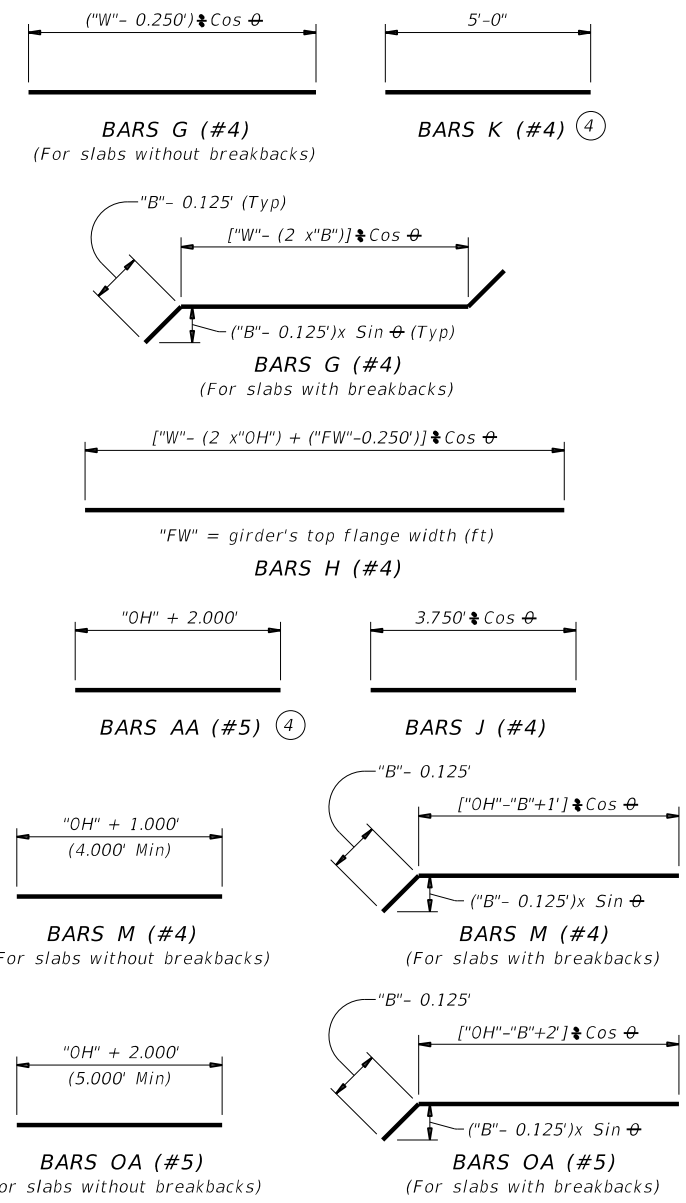 ("W"- 0.250') ÷ Cos θ
5'-0"
BARS G (#4)
BARS K (#4) 4
(For slabs without breakbacks)
"B"- 0.125' (Typ)
["W"- (2 x"B")] ÷ Cos θ
("B"- 0.125')x Sin θ (Typ)
BARS G (#4)
(For slabs with breakbacks)
["W"- (2 x"OH") + ("FW"-0.250')] ÷ Cos θ
"FW" = girder's top flange width (ft)
BARS H (#4)
"OH" + 2.000'
3.750' ÷ Cos θ
BARS AA (#5) 4
BARS J (#4)
"B"- 0.125'
["OH"-"B"+1'] ÷ Cos θ
"OH" + 1.000'
(4.000' Min)
("B"- 0.125')x Sin θ
BARS M (#4)
BARS M (#4)
For slabs without breakbacks)
(For slabs with breakbacks)
"B"- 0.125'
["OH"-"B"+2'] ÷ Cos θ
"OH" + 2.000'
(5.000' Min)
("B"- 0.125')x Sin θ
BARS OA (#5)
BARS OA (#5)
or slabs without breakbacks)
(For slabs with breakbacks)